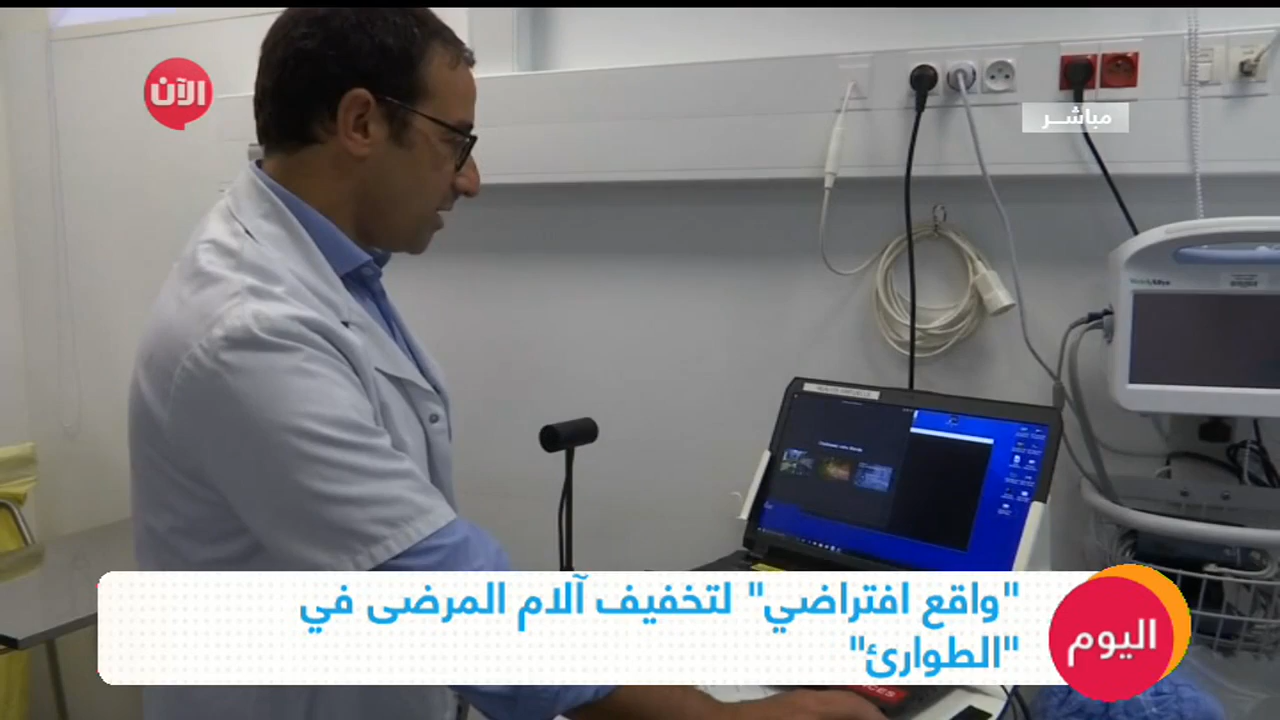 الآن
مباشر
"واقع افتراضي" لتخفيف آلام المرضى في
"الطوارئ"
اليوم